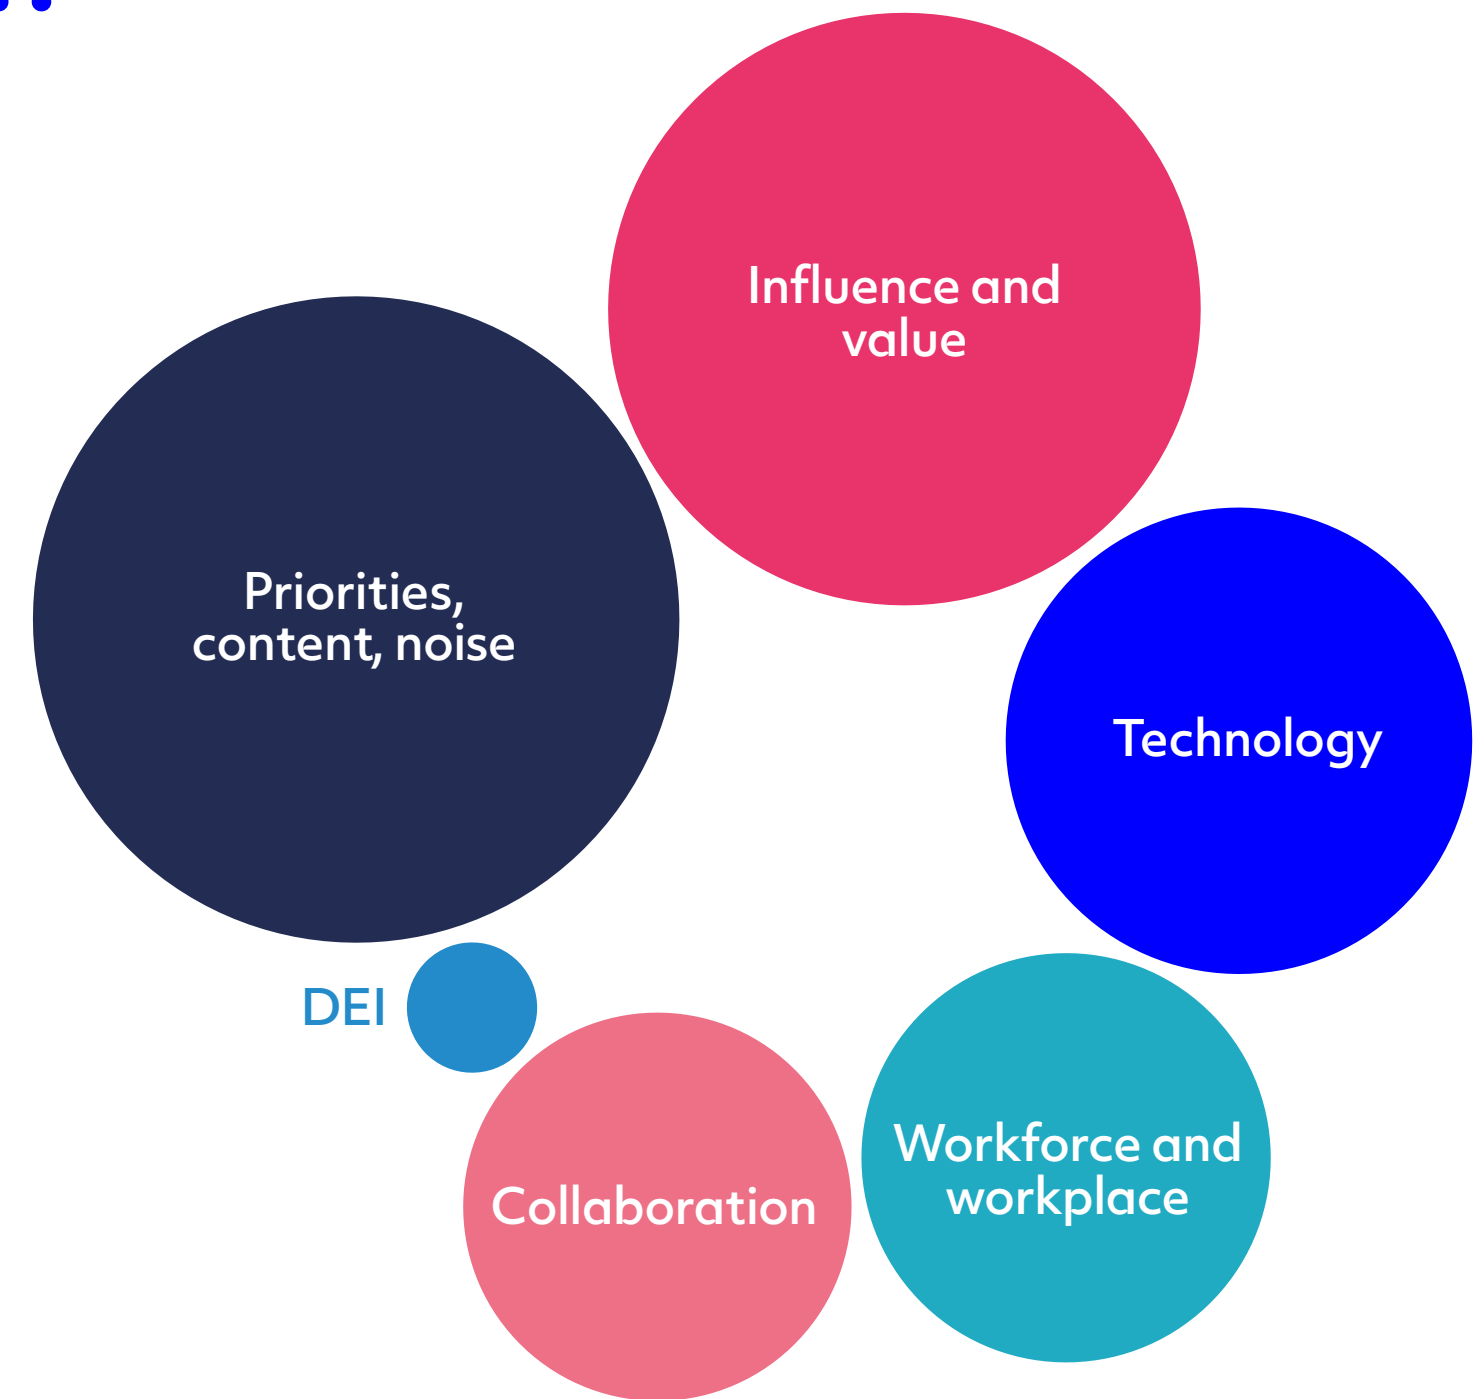 Influence and
value
Priorities,
content, noise
Technology
DEI
Workforce and
workplace
Collaboration